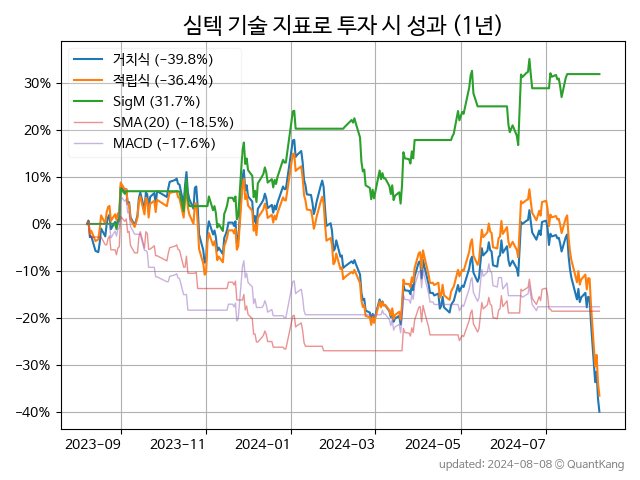 심텍 기술 지표로 투자 시 성과 (1년)
거치식 (−39.8%)
적립식 (−36.4%)
SigM (31.7%)
SMA(20) (−18.5%)
MACD (−17.6%)
30%
20%
10%
0%
−10%
−20%
−30%
−40%
2023-09
2023-11
2024-01
2024-03
2024-05
2024-07
updated: 2024-08-08 © QuantKang